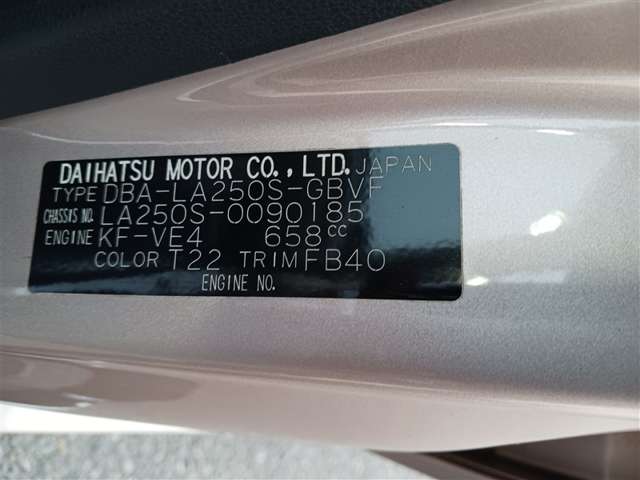 DAIHATSU MOTOR CO., LTD. JAPAN
TYPE DBA-LA250S-GBVF
CHASSIS NO. LA250S-0090185
ENGINE KF-VE4 658cc
COLOR T22 TRIM FB40
ENGINE NO.